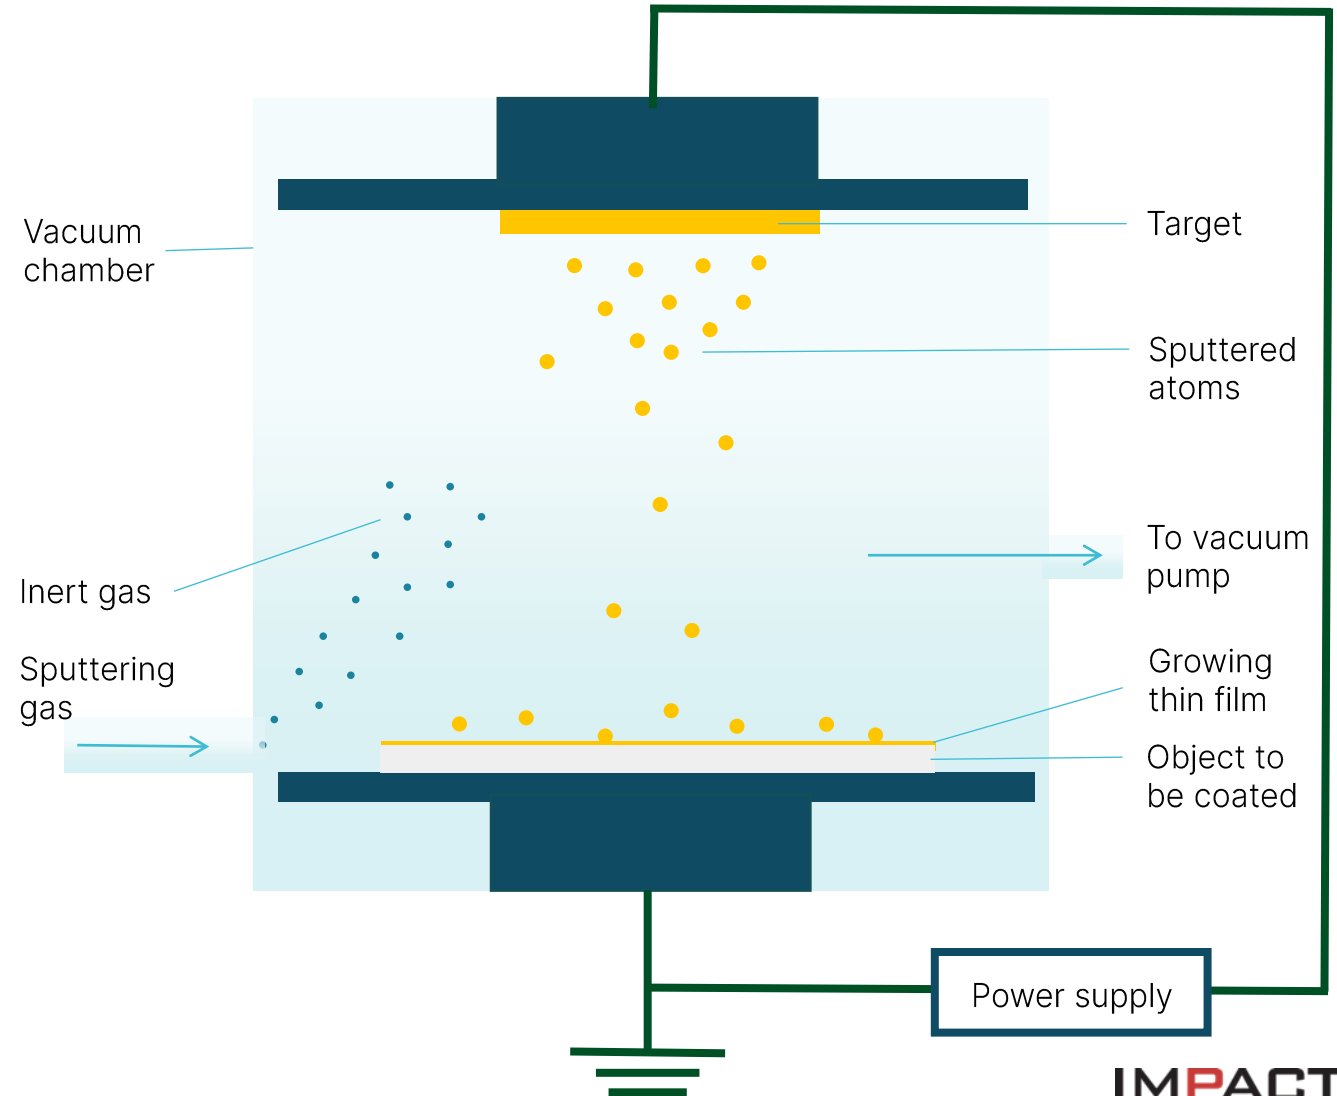 Vacuum
chamber
Target
Sputtered
atoms
To vacuum
pump
Inert gas
Sputtering
gas
Growing
thin film
Object to
be coated
Power supply
IMPACT